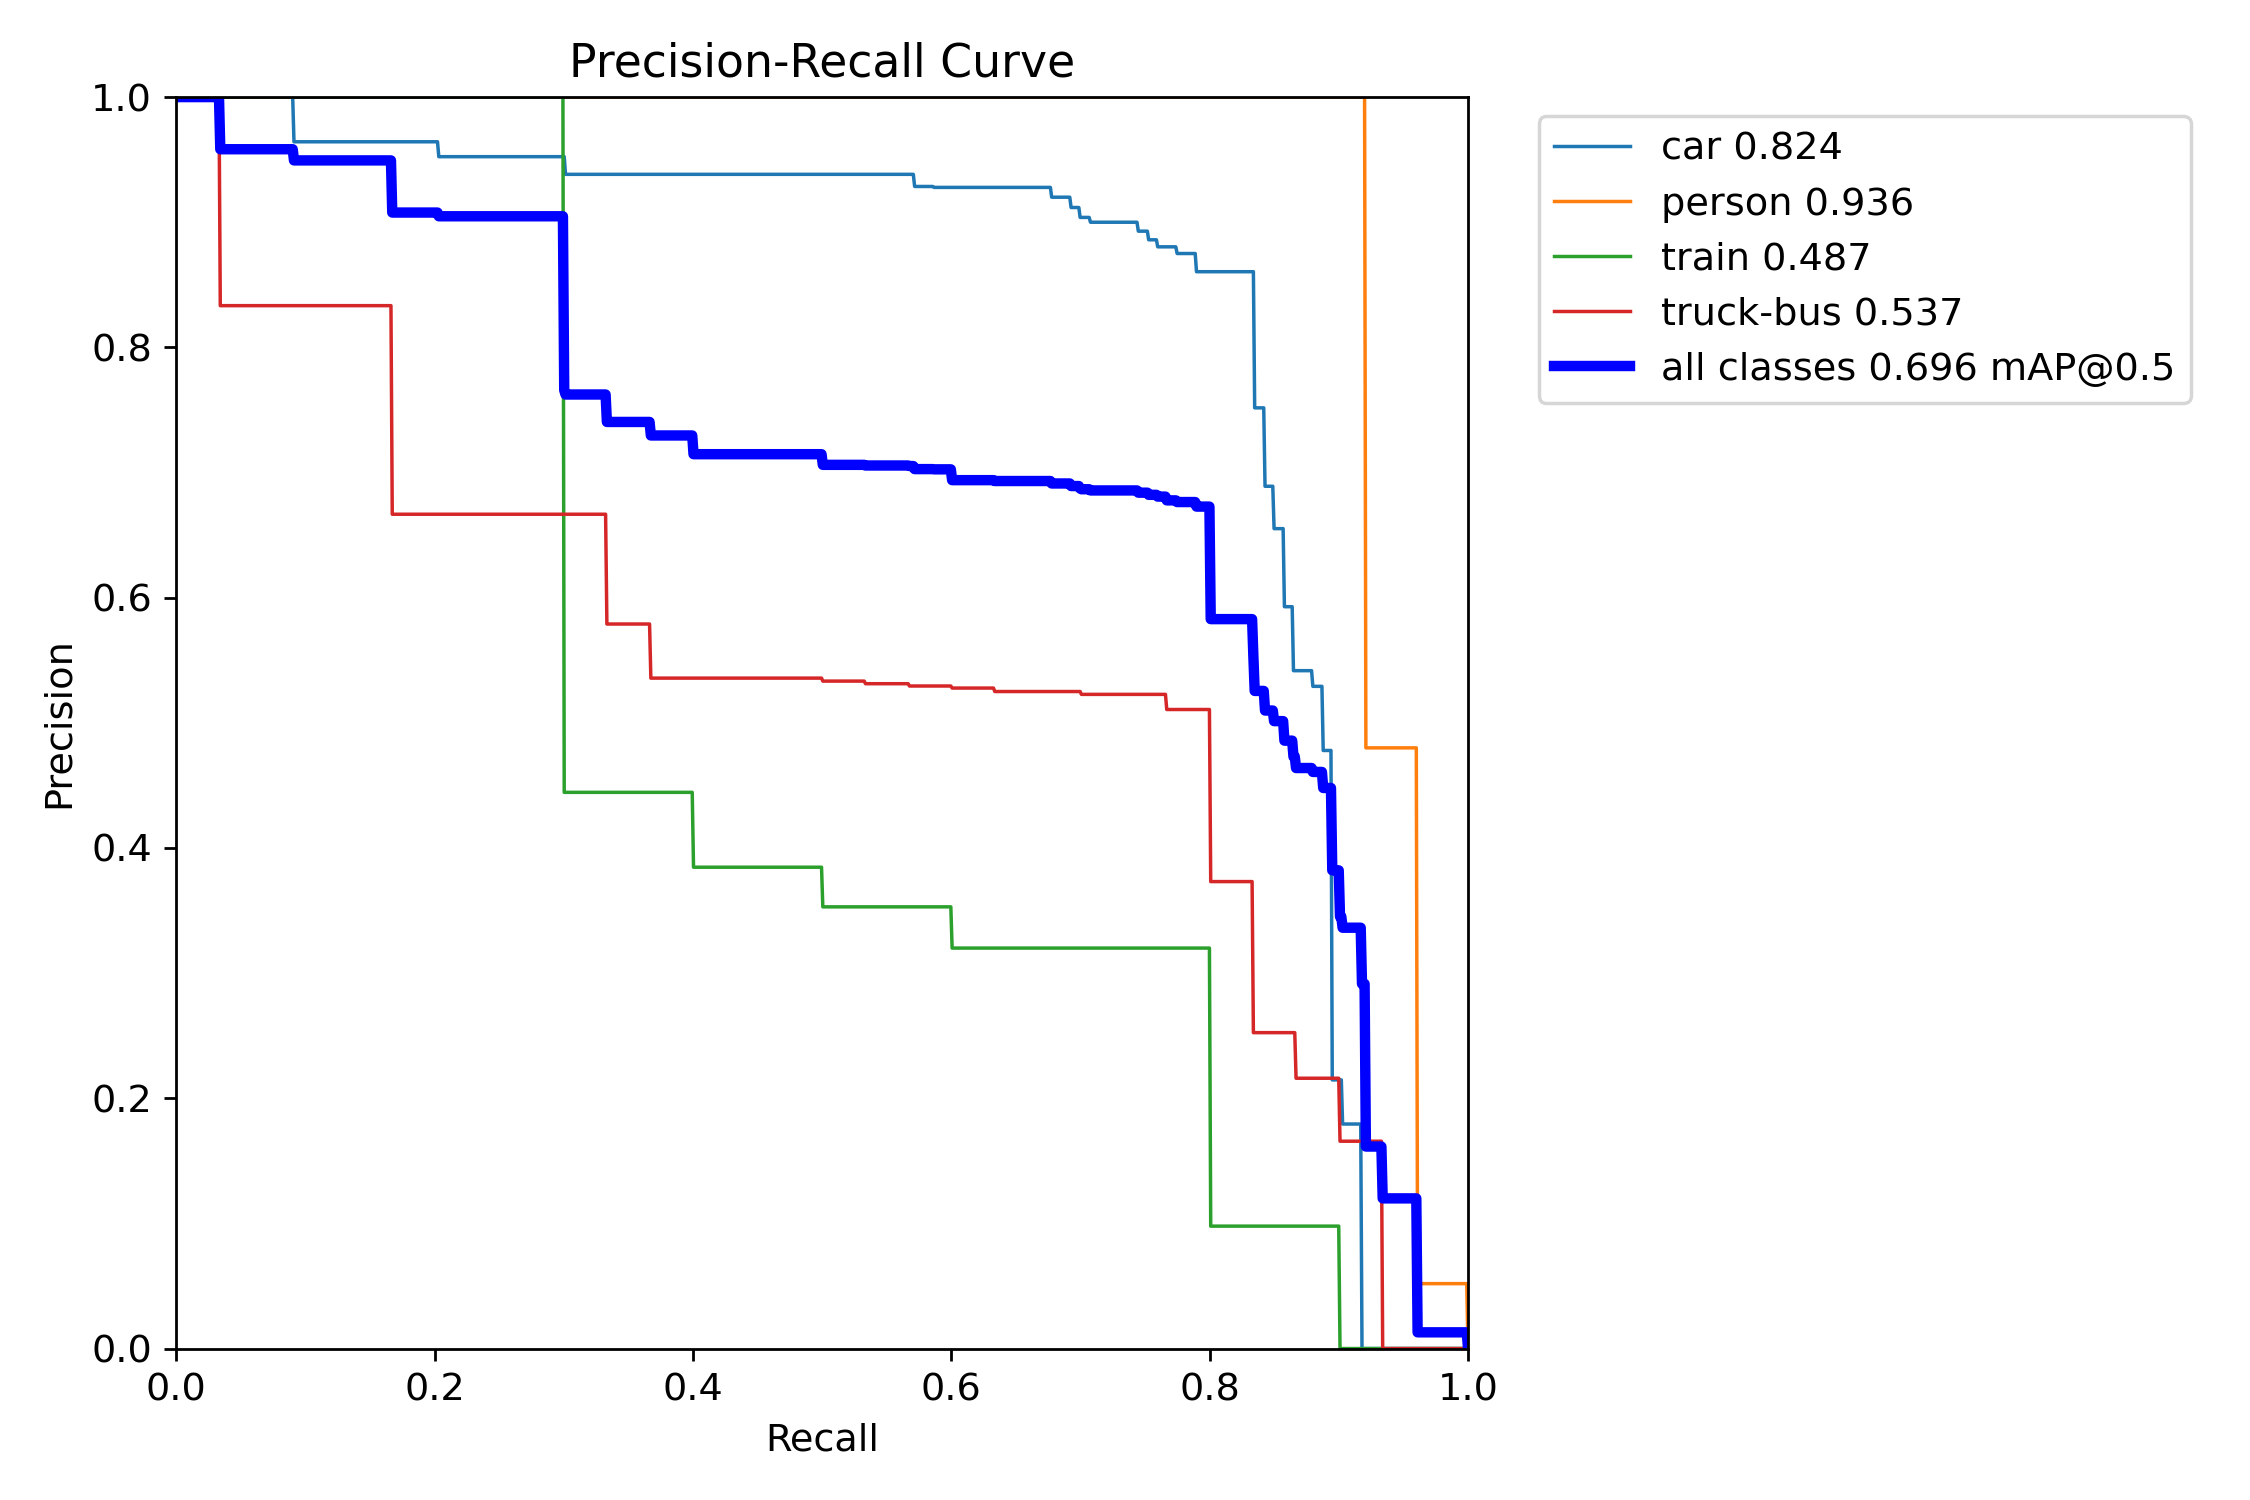 Precision-Recall Curve
1.0
0.8
0.6
0.4
0.2
0.0
Precision
0.0 0.2 0.4 0.6 0.8 1.0
Recall
car 0.824
person 0.936
train 0.487
truck-bus 0.537
all classes 0.696 mAP@0.5